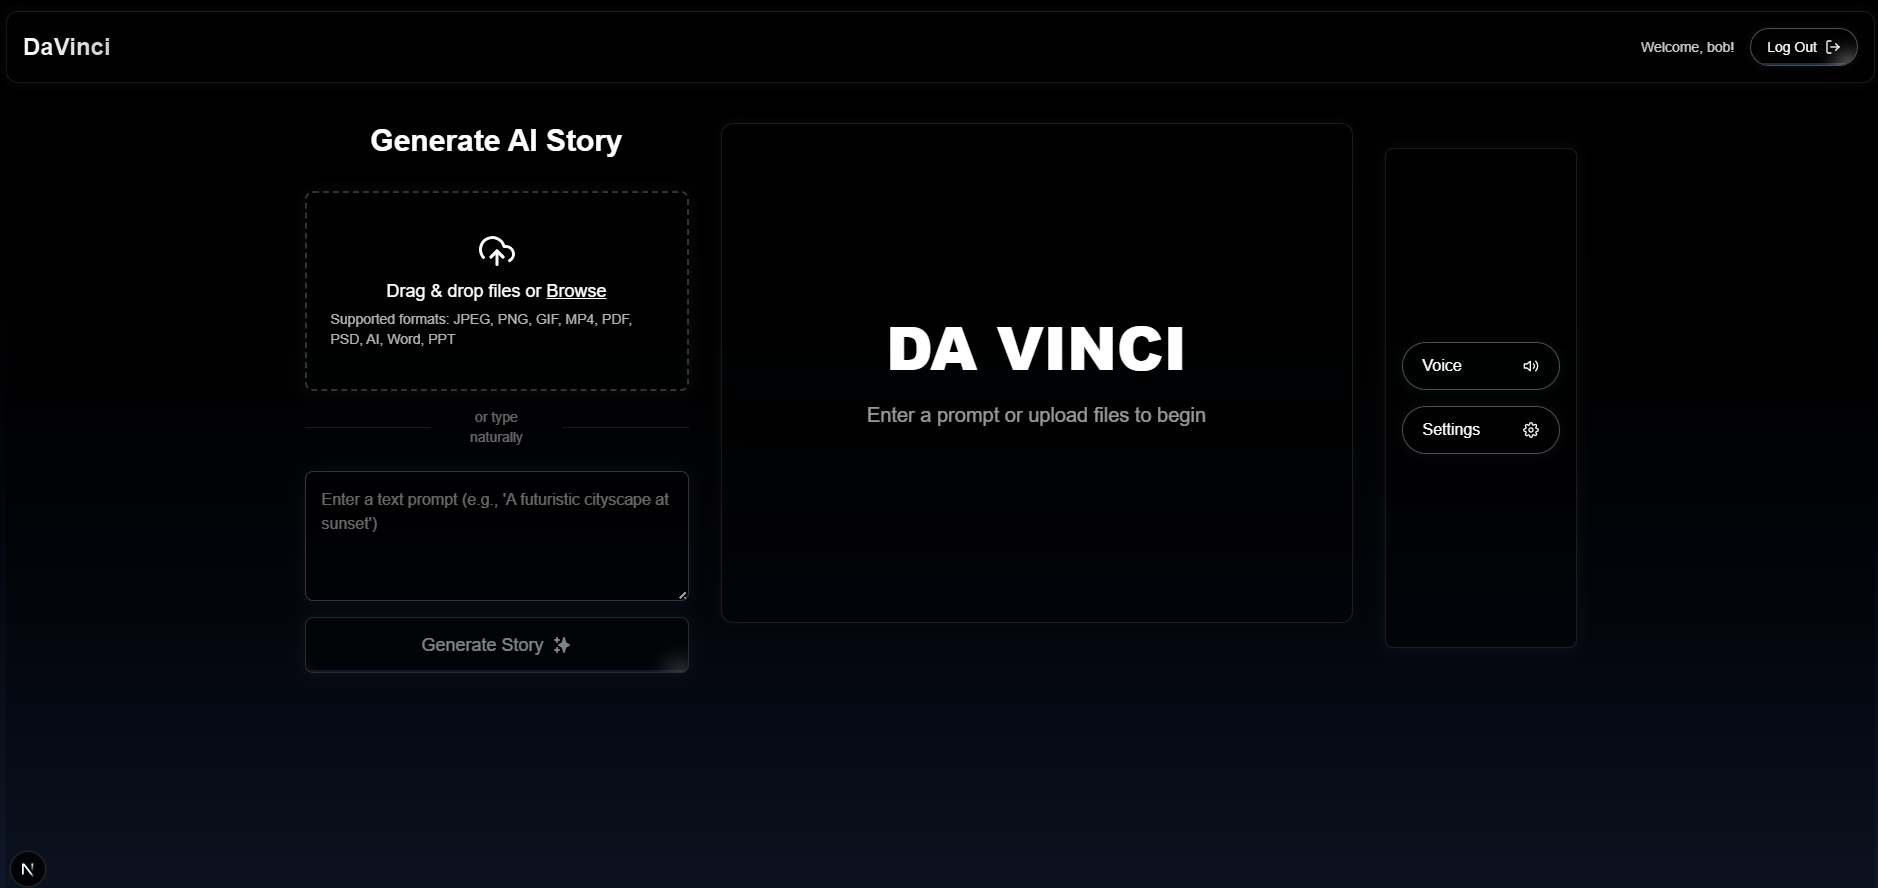 DaVinci
Welcome, bob!
Log Out
Generate AI Story
Drag & drop files or Browse
Supported formats: JPEG, PNG, GIF, MP4, PDF,
PSD, AI, Word, PPT
or type
naturally
Enter a text prompt (e.g., 'A futuristic cityscape at
sunset')
Generate Story
DA VINCI
Enter a prompt or upload files to begin
Voice
Settings
N